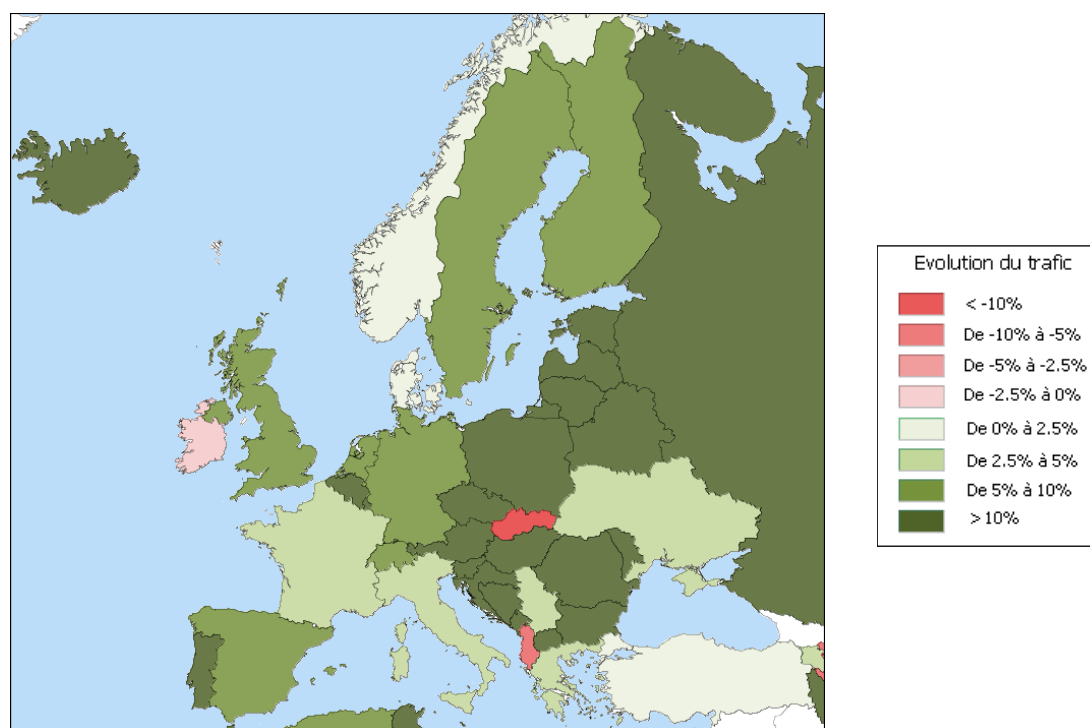 Evolution du trafic
< -10%
De -10% à -5%
De -5% à -2.5%
De -2.5% à 0%
De 0% à 2.5%
De 2.5% à 5%
De 5% à 10%
>10%